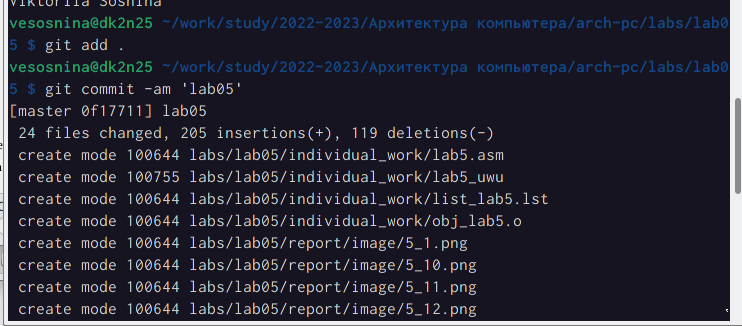 Viktoriia Sosnina
vesosnina@dk2n25 ~/work/study/2022-2023/Архитектура компьютера/arch-pc/labs/lab0
5 $ git add .
vesosnina@dk2n25 ~/work/study/2022-2023/Архитектура компьютера/arch-pc/labs/lab0
5 $ git commit -am 'lab05'
[master 0f17711] lab05
 24 files changed, 205 insertions(+), 119 deletions(-)
 create mode 100644 labs/lab05/individual_work/lab5.asm
 create mode 100755 labs/lab05/individual_work/lab5_uwu
 create mode 100644 labs/lab05/individual_work/list_lab5.lst
 create mode 100644 labs/lab05/individual_work/obj_lab5.o
 create mode 100644 labs/lab05/report/image/5_1.png
 create mode 100644 labs/lab05/report/image/5_10.png
 create mode 100644 labs/lab05/report/image/5_11.png
 create mode 100644 labs/lab05/report/image/5_12.png